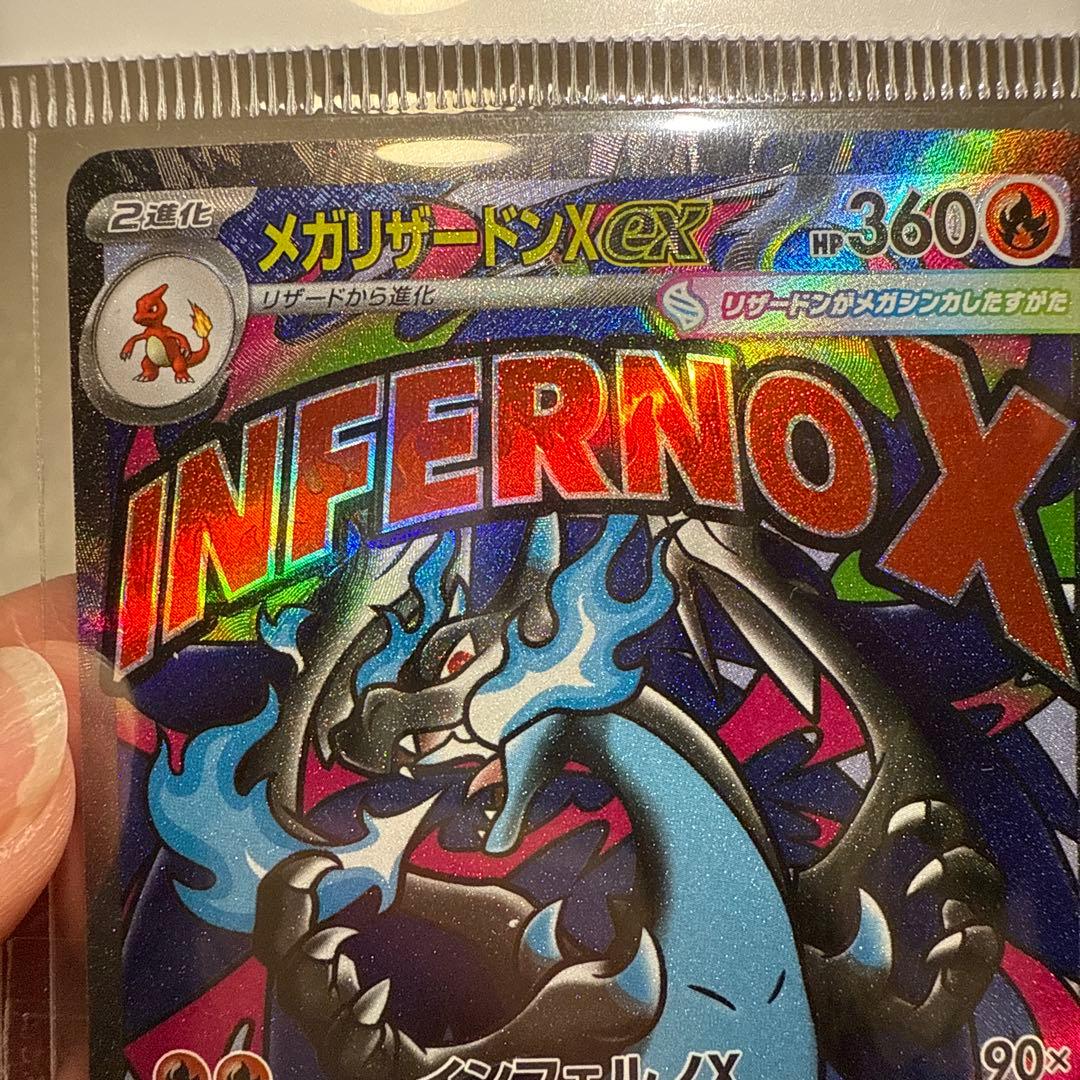 2進化
メガリザードンXex
HP360
リザードから進化
リザードンがメガシンカしたすがた
INFERNO X
インフェルノX
90×